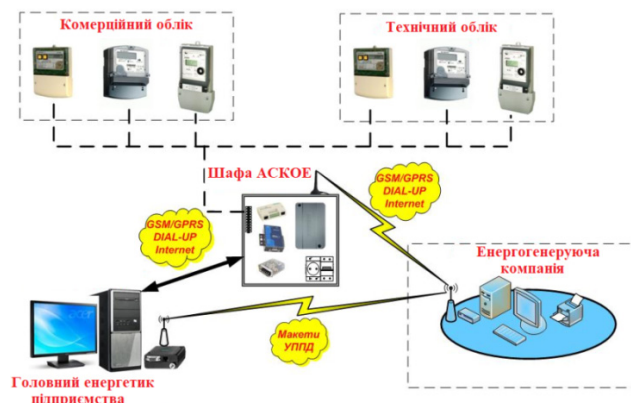 Комерційний облік
Технічний облік
Шафа АСКОЕ
GSM/GPRS
DIAL-UP
Internet
GSM/GPRS
DIAL-UP
Internet
Енергогенеруюча
компанія
Макети
УППД
Головний енергетик
підприємства